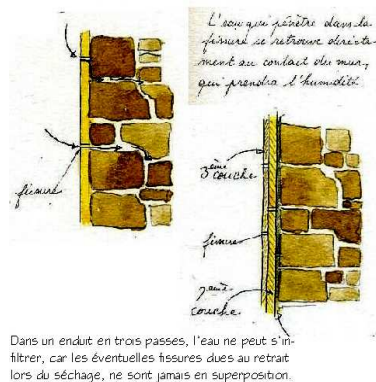 L'eau qui pénètre dans la
fissure se retrouve directe-
ment au contact du mur,
qui prendra l'humidité.
fissure
3ème
couche
fissure
2ème
couche
Dans un enduit en trois passes, l'eau ne peut s'in-
filtrer, car les éventuelles fissures dues au retrait
lors du séchage, ne sont jamais en superposition.